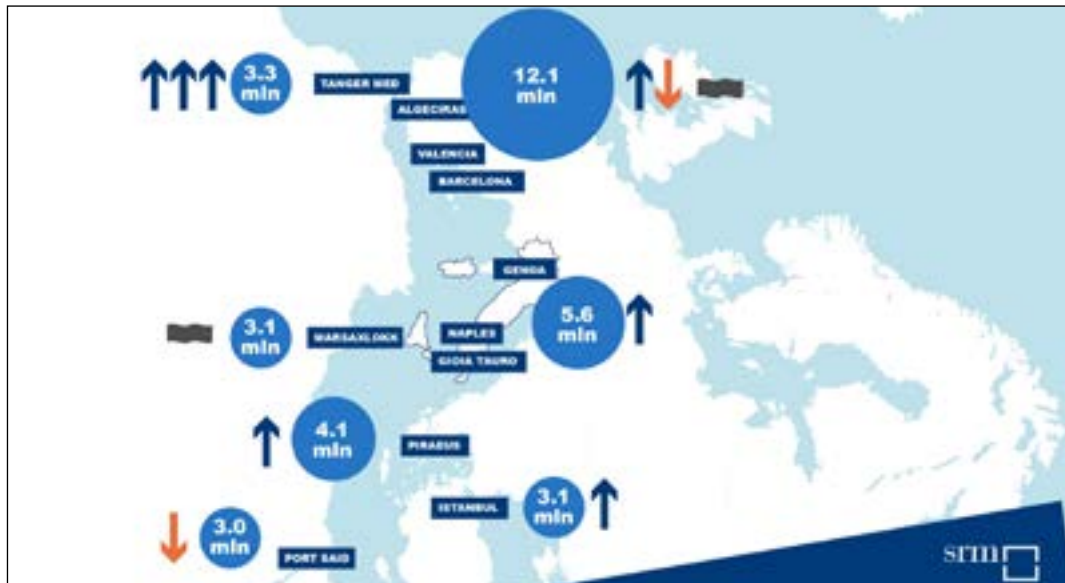 3.3
mln
TANGER MED
12.1
mln
ALGECIRAS
VALENCIA
BARCELONA
GENOA
5.6
mln
3.1
mln
MARSAXLOKK
NAPLES
GIOIA TAURO
4.1
mln
PIRAEUS
ISTANBUL
3.1
mln
3.0
mln
PORT SAID
srm